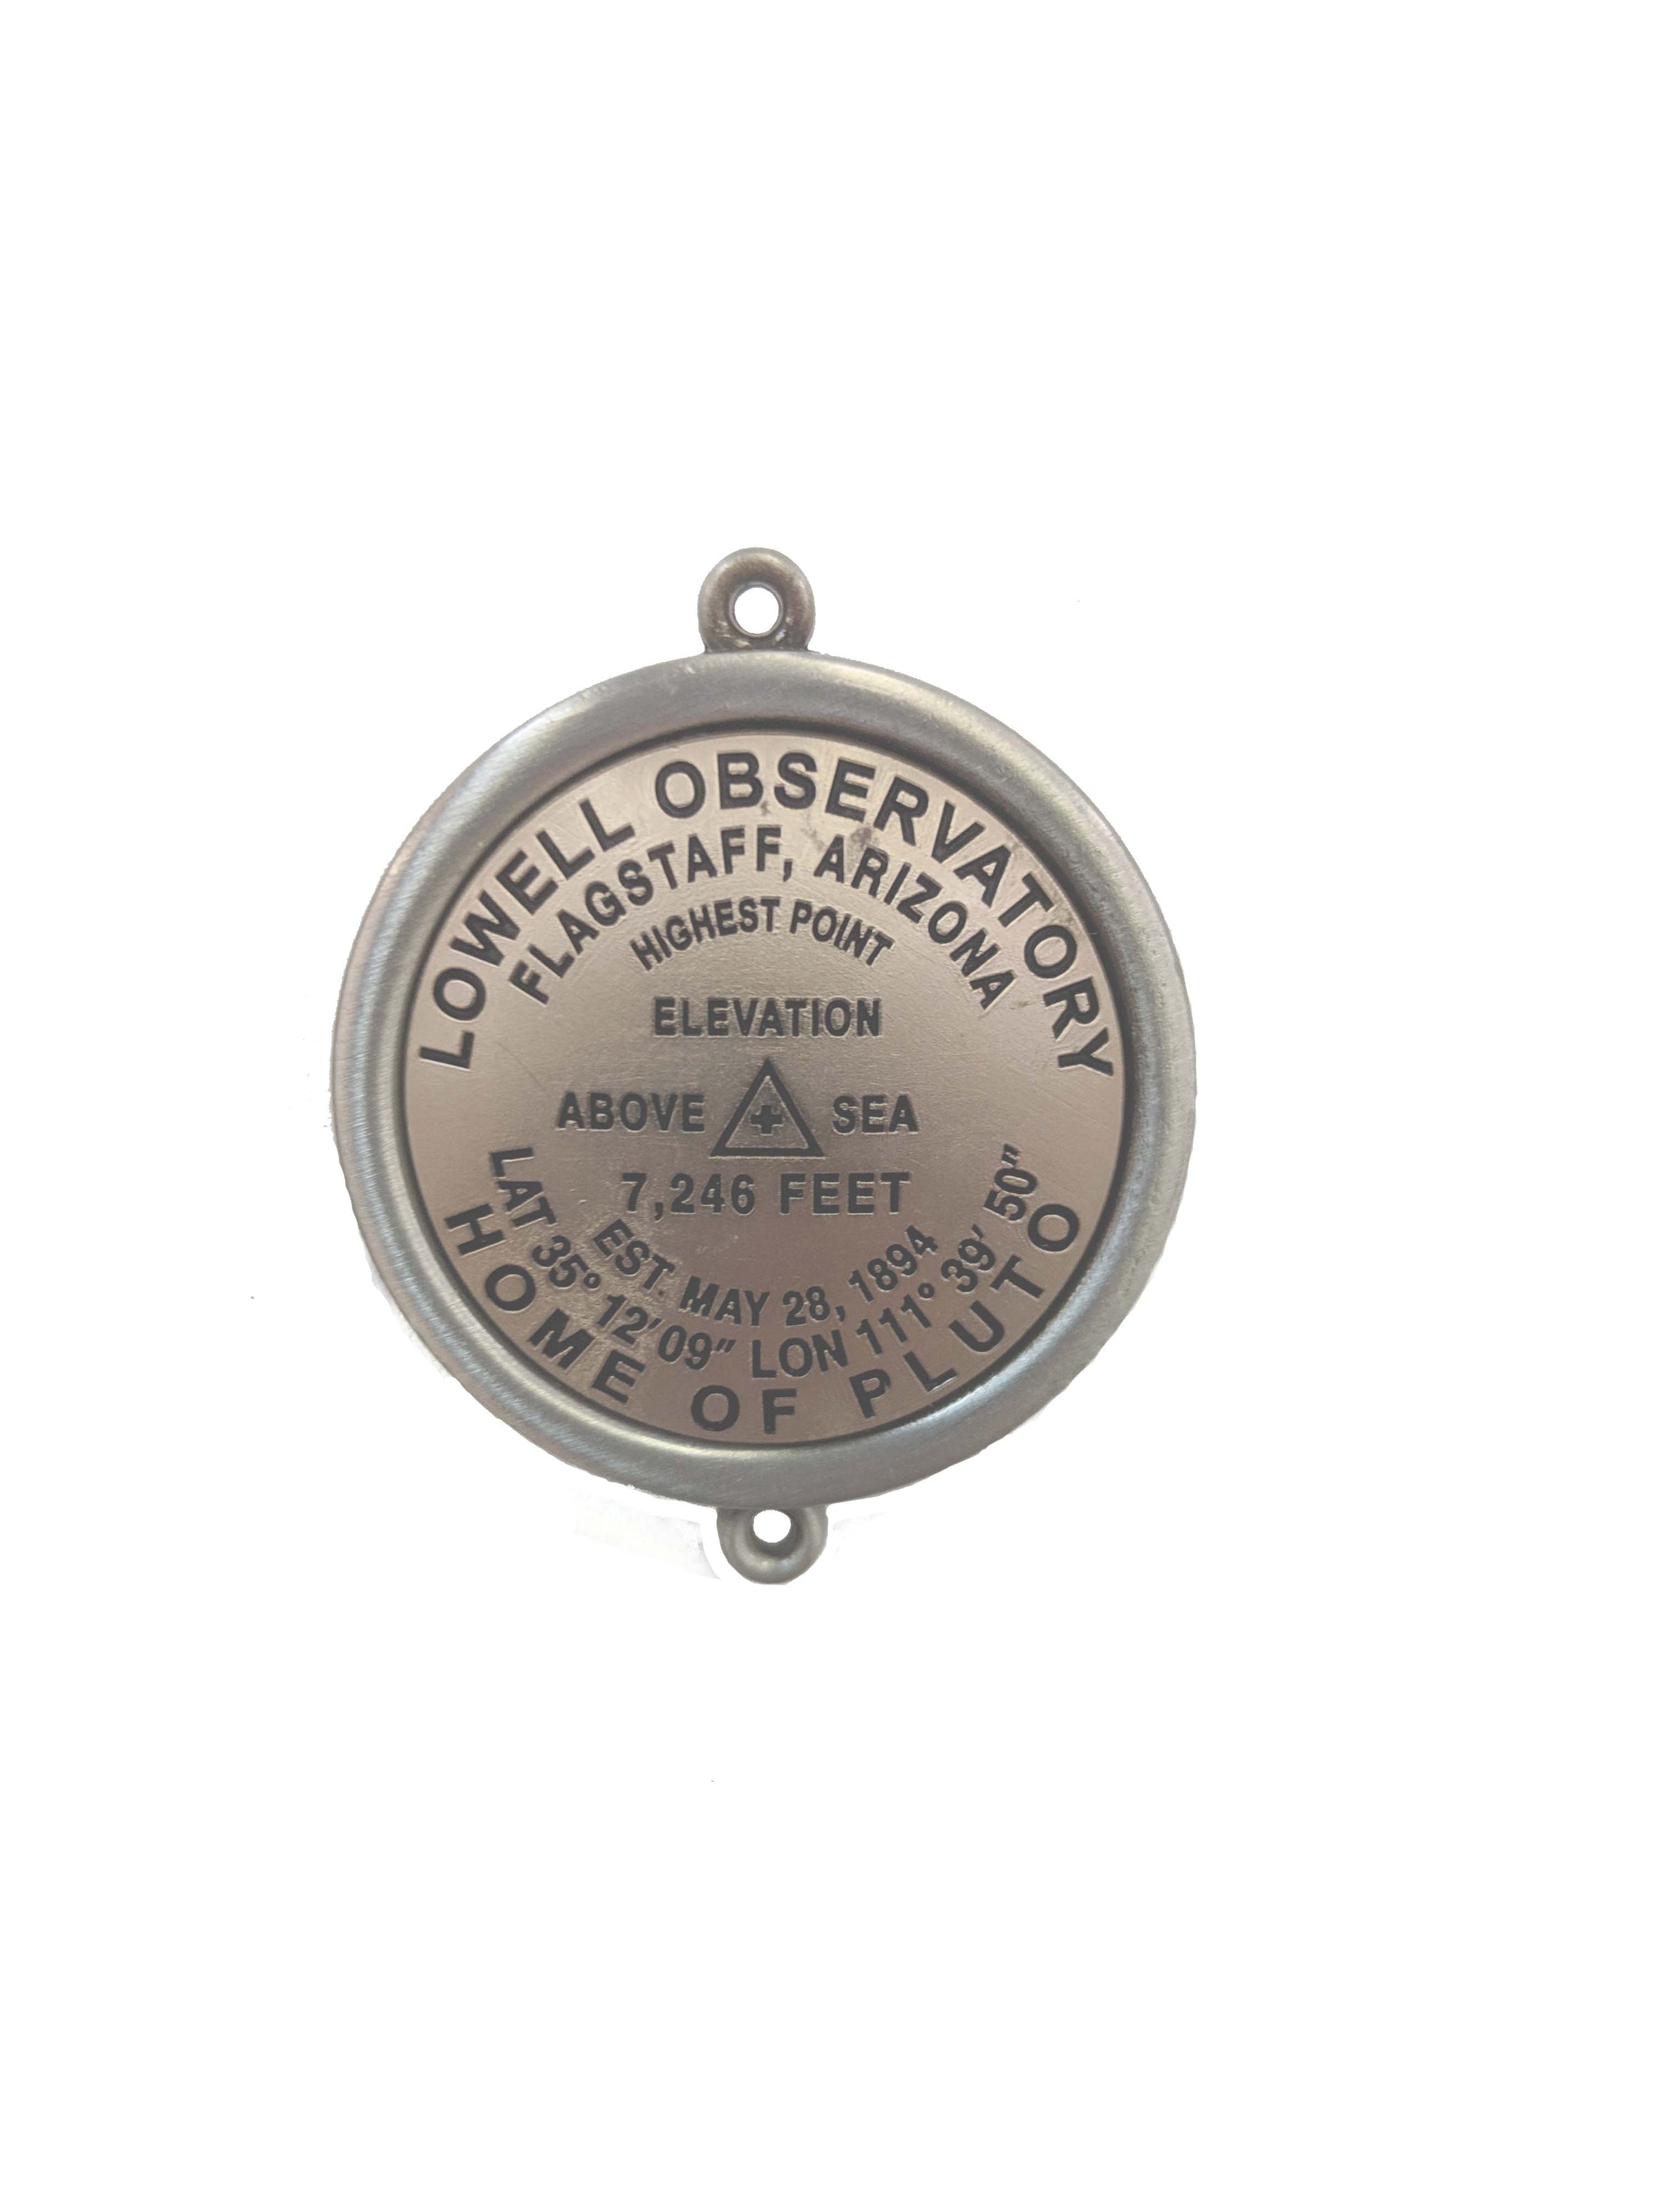 LOWELL OBSERVATORY
FLAGSTAFF, ARIZONA
HIGHEST POINT
ELEVATION
ABOVE SEA
7,246 FEET
EST. MAY 28, 1894
LAT 35° 12′09″ LON 111° 39′ 50″
HOME OF PLUTO